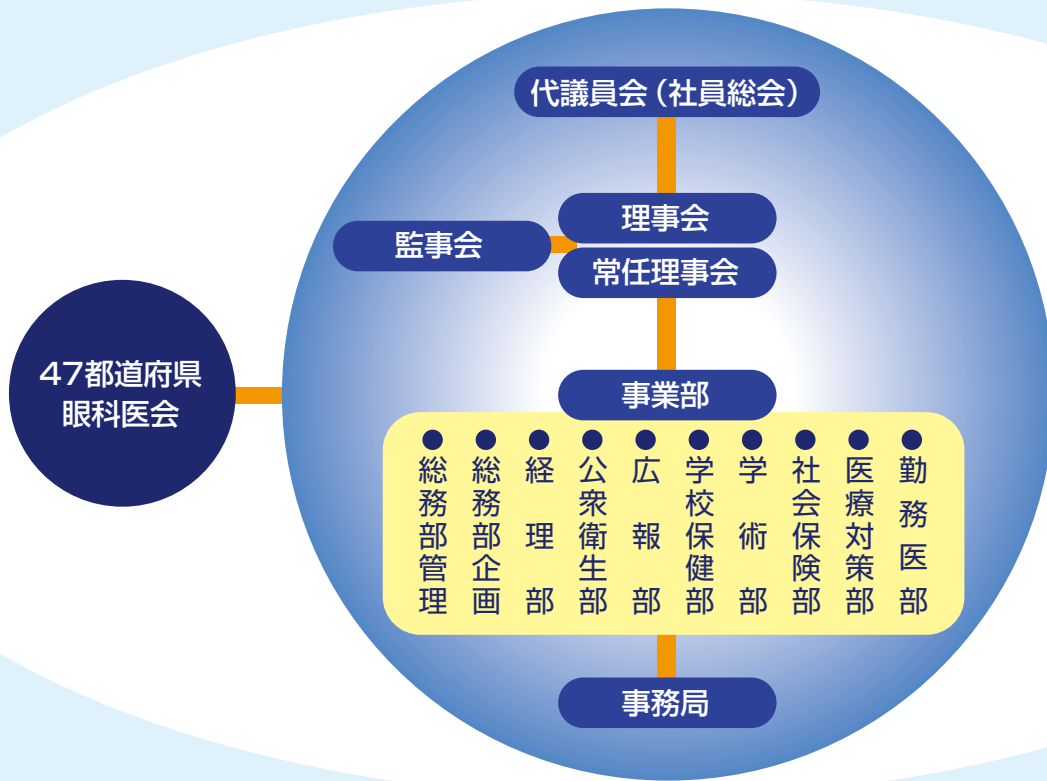 代議員会（社員総会）
理事会
監事会
常任理事会
47都道府県
眼科医会
事業部
●総務部管理
●総務部企画
●経理部
●公衆衛生部
●広報部
●学校保健部
●学術部
●社会保険部
●医療対策部
●勤務医部
事務局